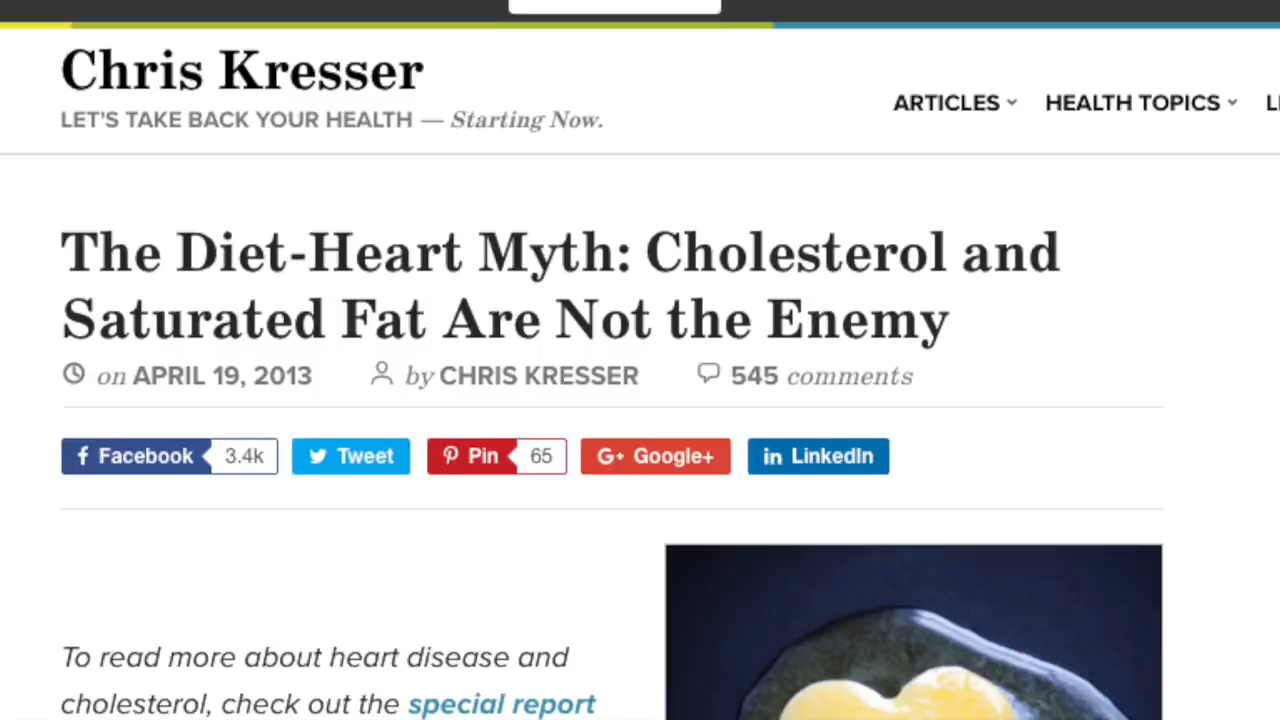 Chris Kresser
LET'S TAKE BACK YOUR HEALTH — Starting Now.
ARTICLES
HEALTH TOPICS
The Diet-Heart Myth: Cholesterol and
Saturated Fat Are Not the Enemy
on APRIL 19, 2013 by CHRIS KRESSER 545 comments
Facebook 3.4k Tweet Pin 65 G+ Google+ in LinkedIn
To read more about heart disease and
cholesterol, check out the special report